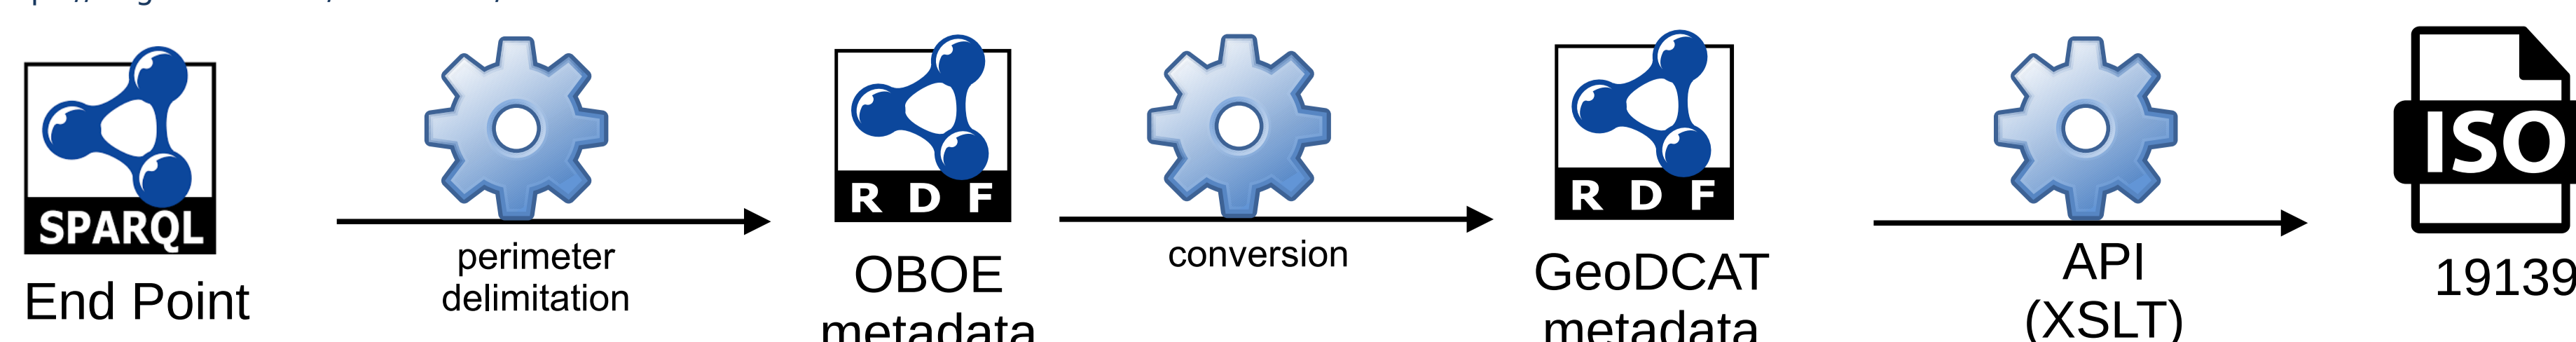 SPARQL
End Point
perimeter
delimitation
R D F
OBOE
metadata
conversion
R D F
GeoDCAT
metadata
API
(XSLT)
ISO
19139